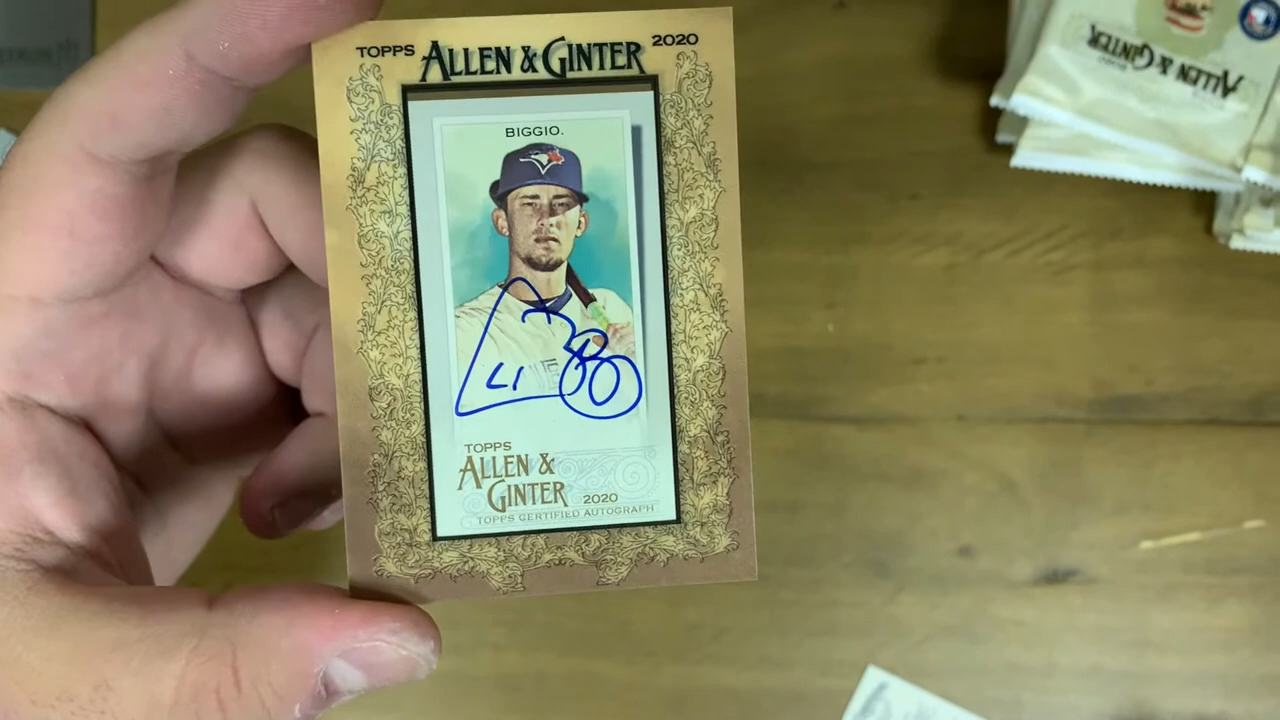 TOPPS ALLEN & GINTER 2020
BIGGIO.
TOPPS
ALLEN &
GINTER 2020
TOPPS CERTIFIED AUTOGRAPH
ALLEN & GINTER